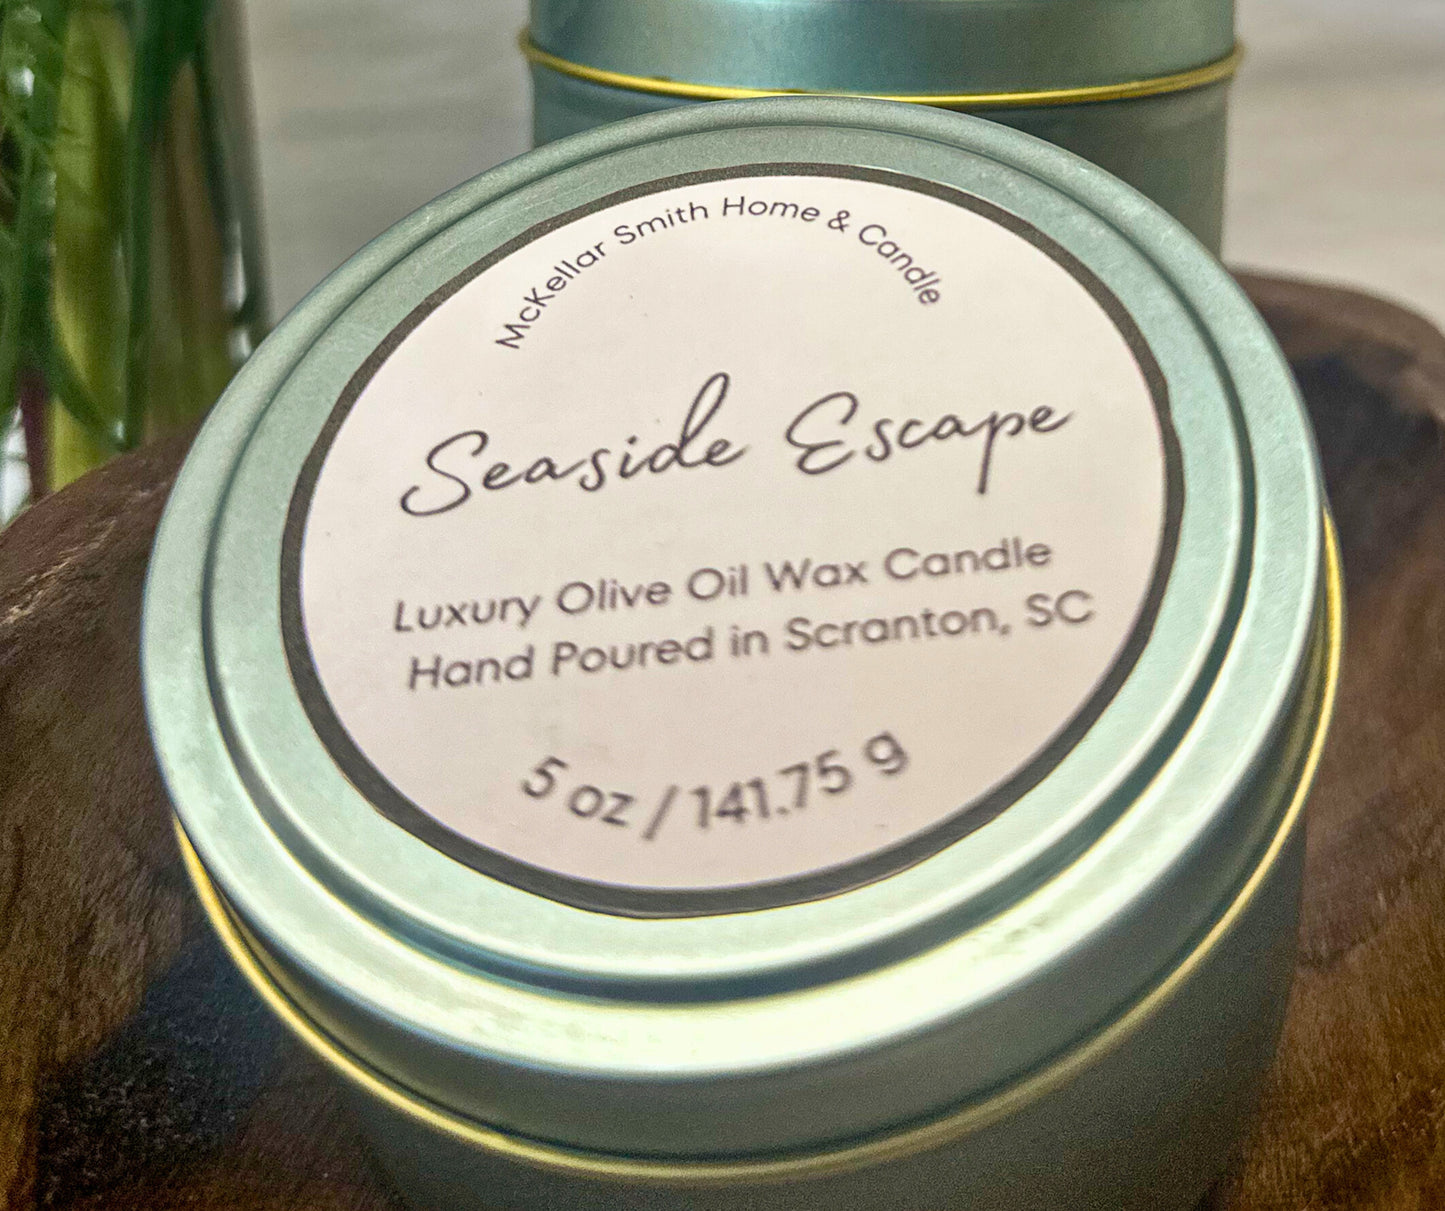 McKellar Smith Home & Candle
Seaside Escape
Luxury Olive Oil Wax Candle
Hand Poured in Scranton, SC
5 oz / 141.75 g